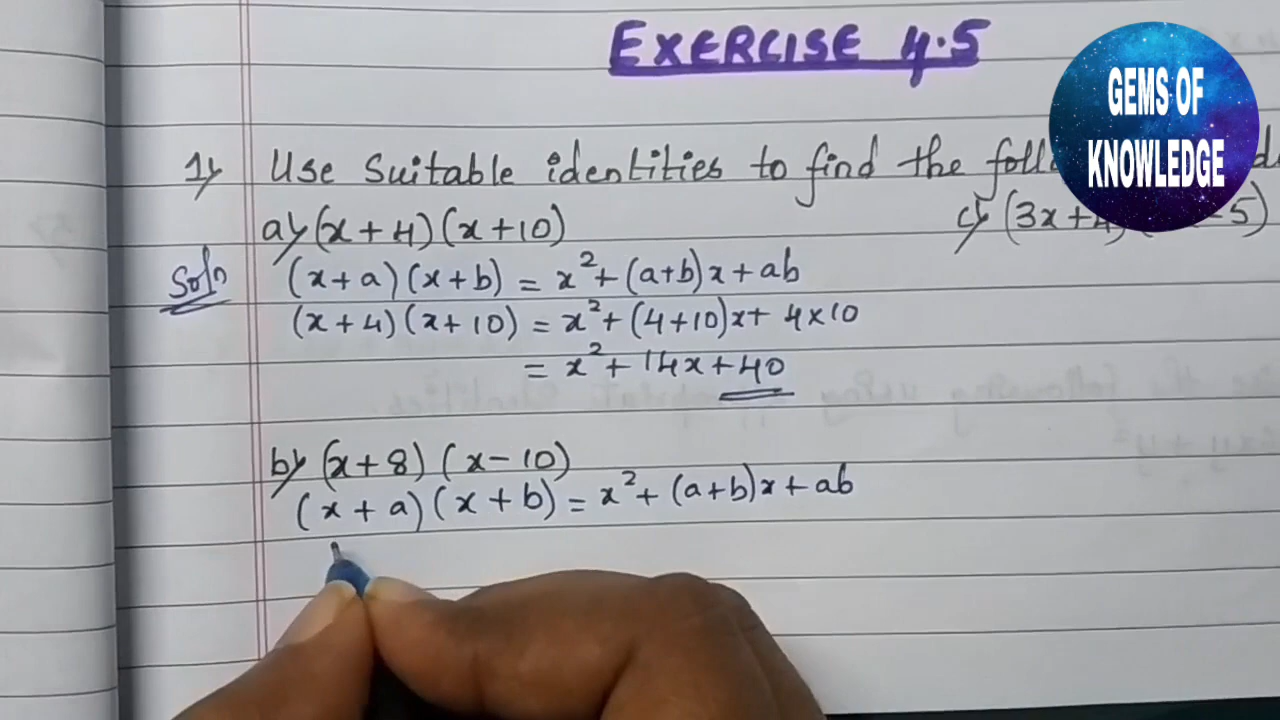 EXERCISE 4.5
GEMS OF
KNOWLEDGE
1) Use Suitable identities to find the
a) (x+4)(x+10) c) (3x+4) -5)
Soln (x+a)(x+b) = x²+(a+b)x+ab
(x+4)(x+10) = x²+(4+10)x+ 4×10
= x²+14x+40
b) (x+8)(x-10)
(x+a)(x+b) = x²+(a+b)x+ab